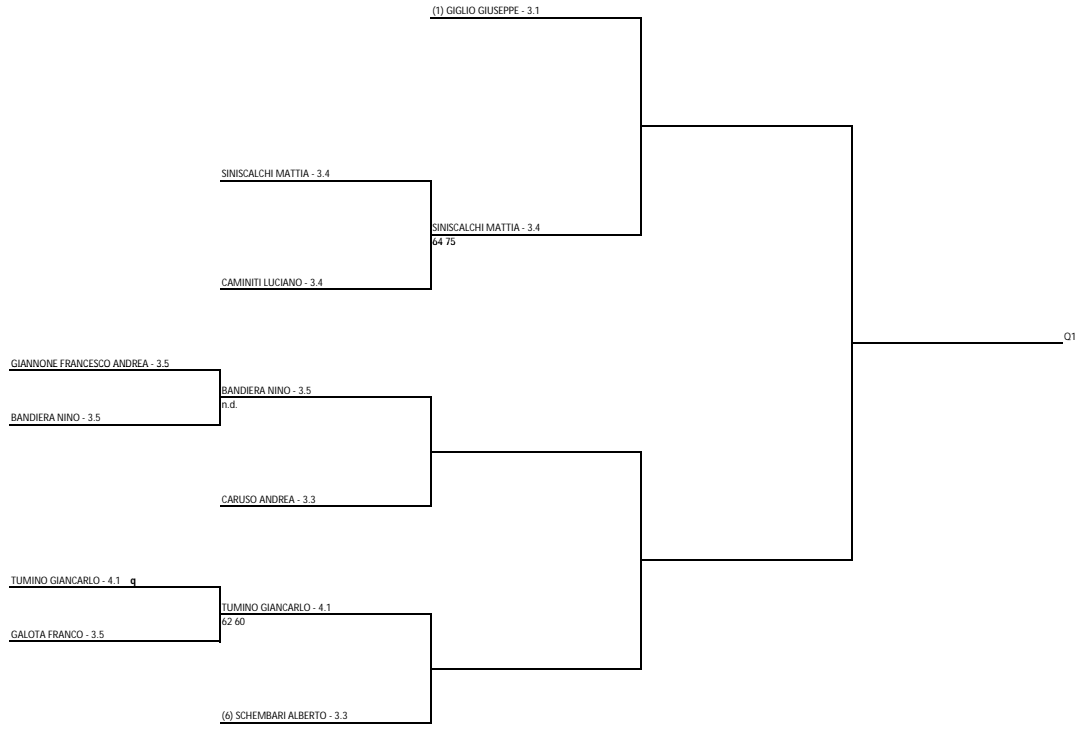 (1) GIGLIO GIUSEPPE - 3.1
SINISCALCHI MATTIA - 3.4
SINISCALCHI MATTIA - 3.4
64 75
CAMINITI LUCIANO - 3.4
Q1
GIANNONE FRANCESCO ANDREA - 3.5
BANDIERA NINO - 3.5
n.d.
BANDIERA NINO - 3.5
CARUSO ANDREA - 3.3
TUMINO GIANCARLO - 4.1 q
TUMINO GIANCARLO - 4.1
62 60
GALOTA FRANCO - 3.5
(6) SCHEMBARI ALBERTO - 3.3